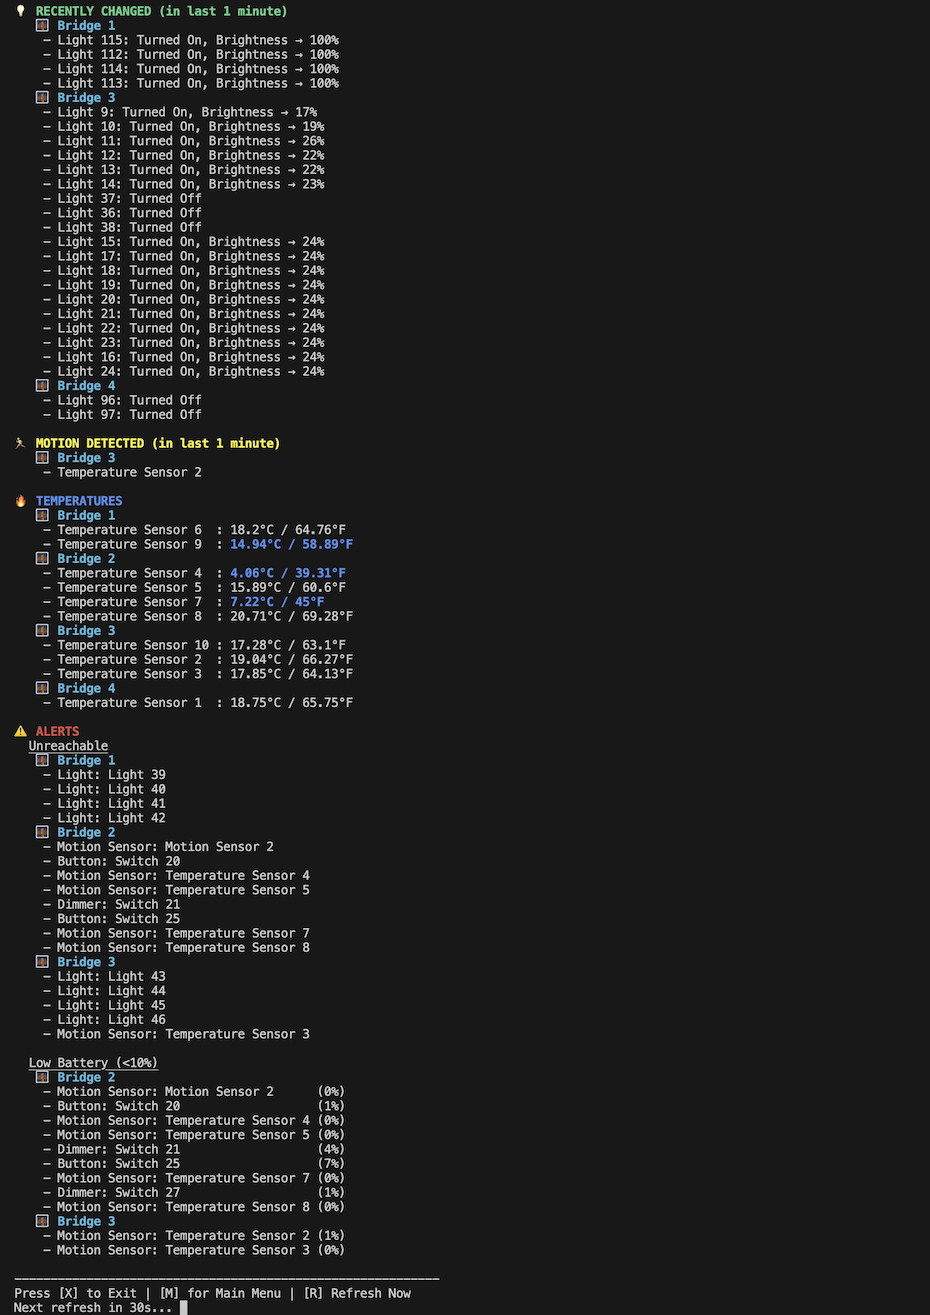 RECENTLY CHANGED (in last 1 minute)
Bridge 1
– Light 115: Turned On, Brightness → 100%
– Light 112: Turned On, Brightness → 100%
– Light 114: Turned On, Brightness → 100%
– Light 113: Turned On, Brightness → 100%
Bridge 3
– Light 9: Turned On, Brightness → 17%
– Light 10: Turned On, Brightness → 19%
– Light 11: Turned On, Brightness → 26%
– Light 12: Turned On, Brightness → 22%
– Light 13: Turned On, Brightness → 22%
– Light 14: Turned On, Brightness → 23%
– Light 37: Turned Off
– Light 36: Turned Off
– Light 38: Turned Off
– Light 15: Turned On, Brightness → 24%
– Light 17: Turned On, Brightness → 24%
– Light 18: Turned On, Brightness → 24%
– Light 19: Turned On, Brightness → 24%
– Light 20: Turned On, Brightness → 24%
– Light 21: Turned On, Brightness → 24%
– Light 22: Turned On, Brightness → 24%
– Light 23: Turned On, Brightness → 24%
– Light 16: Turned On, Brightness → 24%
– Light 24: Turned On, Brightness → 24%
Bridge 4
– Light 96: Turned Off
– Light 97: Turned Off
MOTION DETECTED (in last 1 minute)
Bridge 3
– Temperature Sensor 2
TEMPERATURES
Bridge 1
– Temperature Sensor 6  : 18.2°C / 64.76°F
– Temperature Sensor 9  : 14.94°C / 58.89°F
Bridge 2
– Temperature Sensor 4  : 4.06°C / 39.31°F
– Temperature Sensor 5  : 15.89°C / 60.6°F
– Temperature Sensor 7  : 7.22°C / 45°F
– Temperature Sensor 8  : 20.71°C / 69.28°F
Bridge 3
– Temperature Sensor 10 : 17.28°C / 63.1°F
– Temperature Sensor 2  : 19.04°C / 66.27°F
– Temperature Sensor 3  : 17.85°C / 64.13°F
Bridge 4
– Temperature Sensor 1  : 18.75°C / 65.75°F
ALERTS
Unreachable
Bridge 1
– Light: Light 39
– Light: Light 40
– Light: Light 41
– Light: Light 42
Bridge 2
– Motion Sensor: Motion Sensor 2
– Button: Switch 20
– Motion Sensor: Temperature Sensor 4
– Motion Sensor: Temperature Sensor 5
– Dimmer: Switch 21
– Button: Switch 25
– Motion Sensor: Temperature Sensor 7
– Motion Sensor: Temperature Sensor 8
Bridge 3
– Light: Light 43
– Light: Light 44
– Light: Light 45
– Light: Light 46
– Motion Sensor: Temperature Sensor 3
Low Battery (<10%)
Bridge 2
– Motion Sensor: Motion Sensor 2      (0%)
– Button: Switch 20                   (1%)
– Motion Sensor: Temperature Sensor 4 (0%)
– Motion Sensor: Temperature Sensor 5 (0%)
– Dimmer: Switch 21                   (4%)
– Button: Switch 25                   (7%)
– Motion Sensor: Temperature Sensor 7 (0%)
– Dimmer: Switch 27                   (1%)
– Motion Sensor: Temperature Sensor 8 (0%)
Bridge 3
– Motion Sensor: Temperature Sensor 2 (1%)
– Motion Sensor: Temperature Sensor 3 (0%)
Press [X] to Exit | [M] for Main Menu | [R] Refresh Now
Next refresh in 30s...